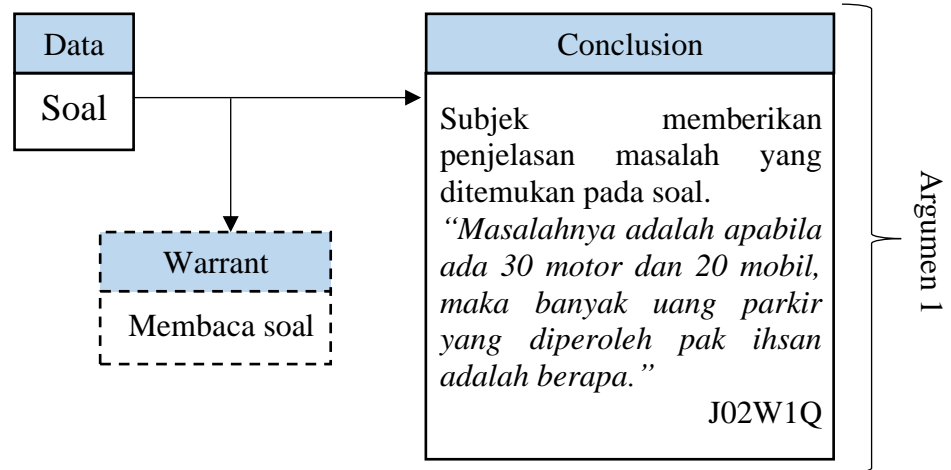 Data
Soal
Conclusion
Subjek memberikan
penjelasan masalah yang
ditemukan pada soal.
“Masalahnya adalah apabila
ada 30 motor dan 20 mobil,
maka banyak uang parkir
yang diperoleh pak ihsan
adalah berapa.”
J02W1Q
Warrant
Membaca soal
Argumen 1